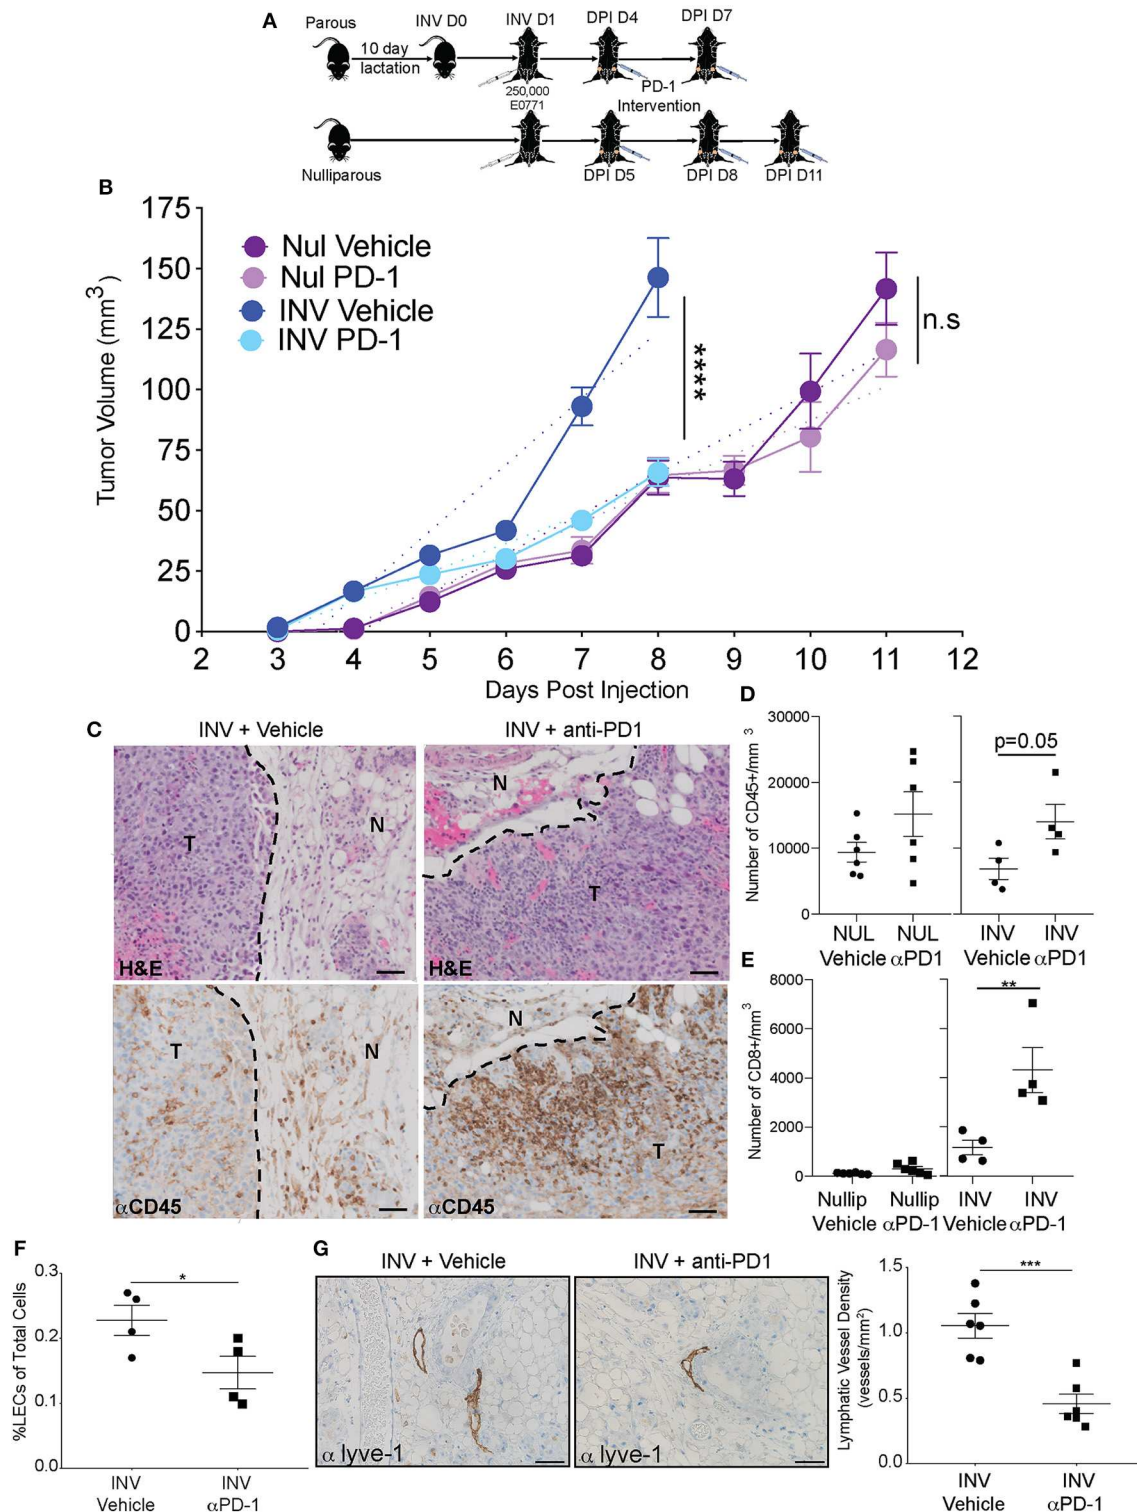 A
Parous
INV D0
INV D1
DPI D4
DPI D7
10 day
lactation
250,000
E0771
PD-1
Intervention
Nulliparous
DPI D5
DPI D8
DPI D11
B
Nul Vehicle
Nul PD-1
INV Vehicle
INV PD-1
Tumor Volume (mm3)
175
150
125
100
75
50
25
0
2 3 4 5 6 7 8 9 10 11 12
Days Post Injection
****
n.s
C
INV + Vehicle
INV + anti-PD1
T
N
H&E
N
T
H&E
T
N
αCD45
N
T
αCD45
D
Number of CD45+/mm 3
30000
20000
10000
0
p=0.05
NUL NUL INV INV
Vehicle αPD1 Vehicle αPD1
E
Number of CD8+/mm3
8000
6000
4000
2000
0
**
Nullip Nullip INV INV
Vehicle αPD-1 Vehicle αPD-1
F
%LECs of Total Cells
0.3
0.2
0.1
0.0
*
INV INV
Vehicle αPD-1
G
INV + Vehicle
INV + anti-PD1
α lyve-1
α lyve-1
Lymphatic Vessel Density
(vessels/mm2)
1.5
1.0
0.5
0.0
***
INV INV
Vehicle αPD-1